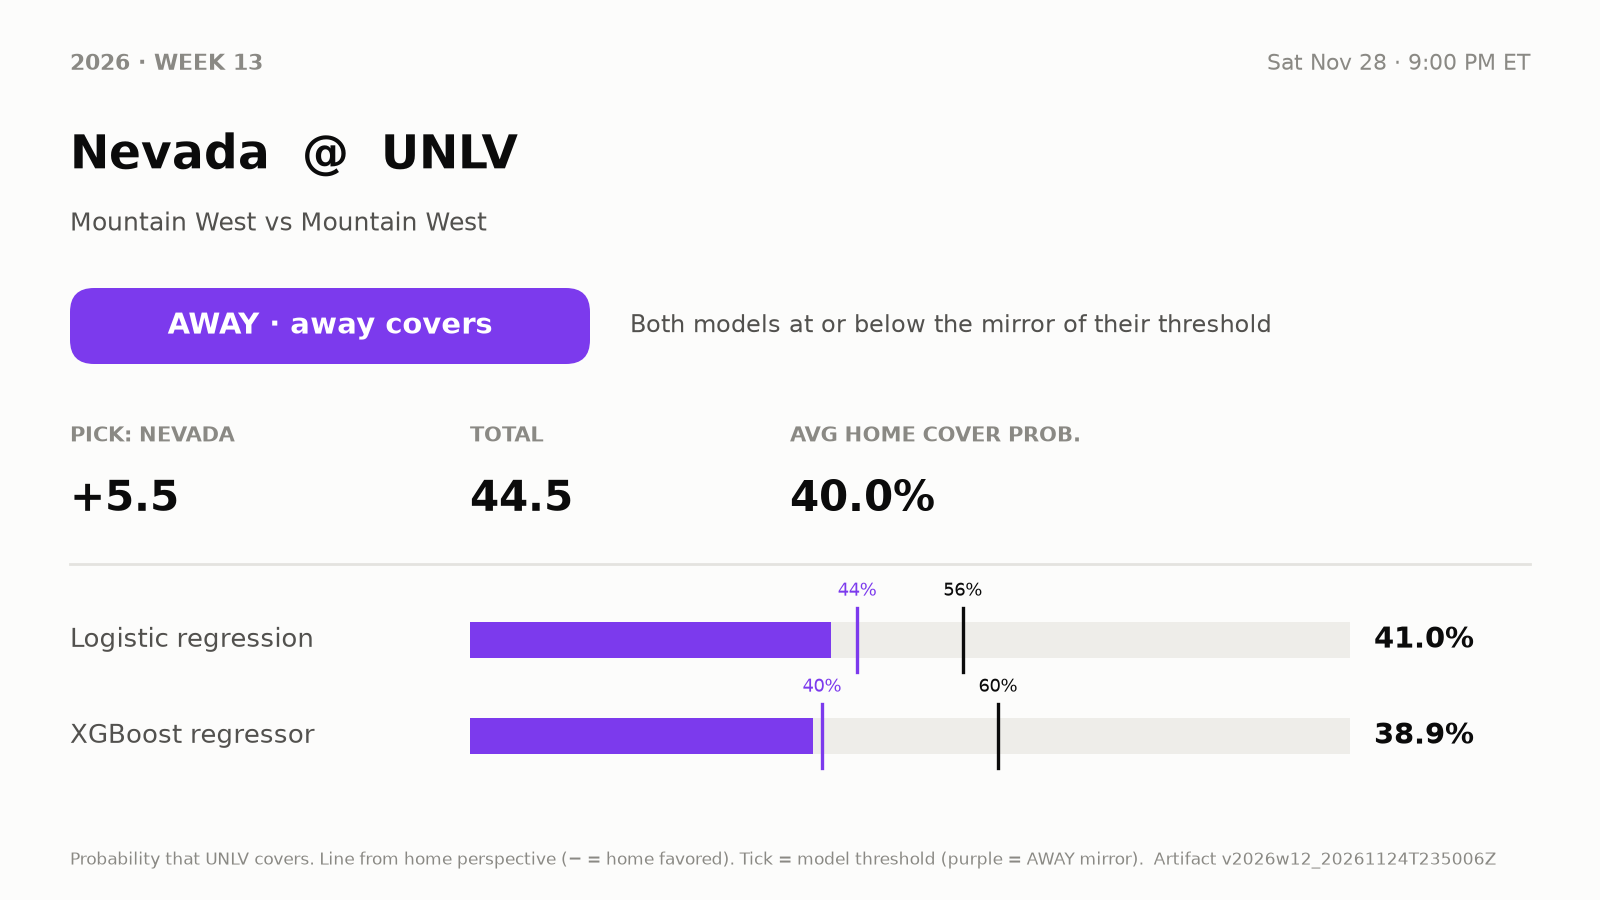 2026 · WEEK 13
Sat Nov 28 · 9:00 PM ET
Nevada @ UNLV
Mountain West vs Mountain West
AWAY · away covers
Both models at or below the mirror of their threshold
PICK: NEVADA
TOTAL
AVG HOME COVER PROB.
+5.5
44.5
40.0%
44%
56%
Logistic regression
41.0%
40%
60%
XGBoost regressor
38.9%
Probability that UNLV covers. Line from home perspective (− = home favored). Tick = model threshold (purple = AWAY mirror). Artifact v2026w12_20261124T235006Z